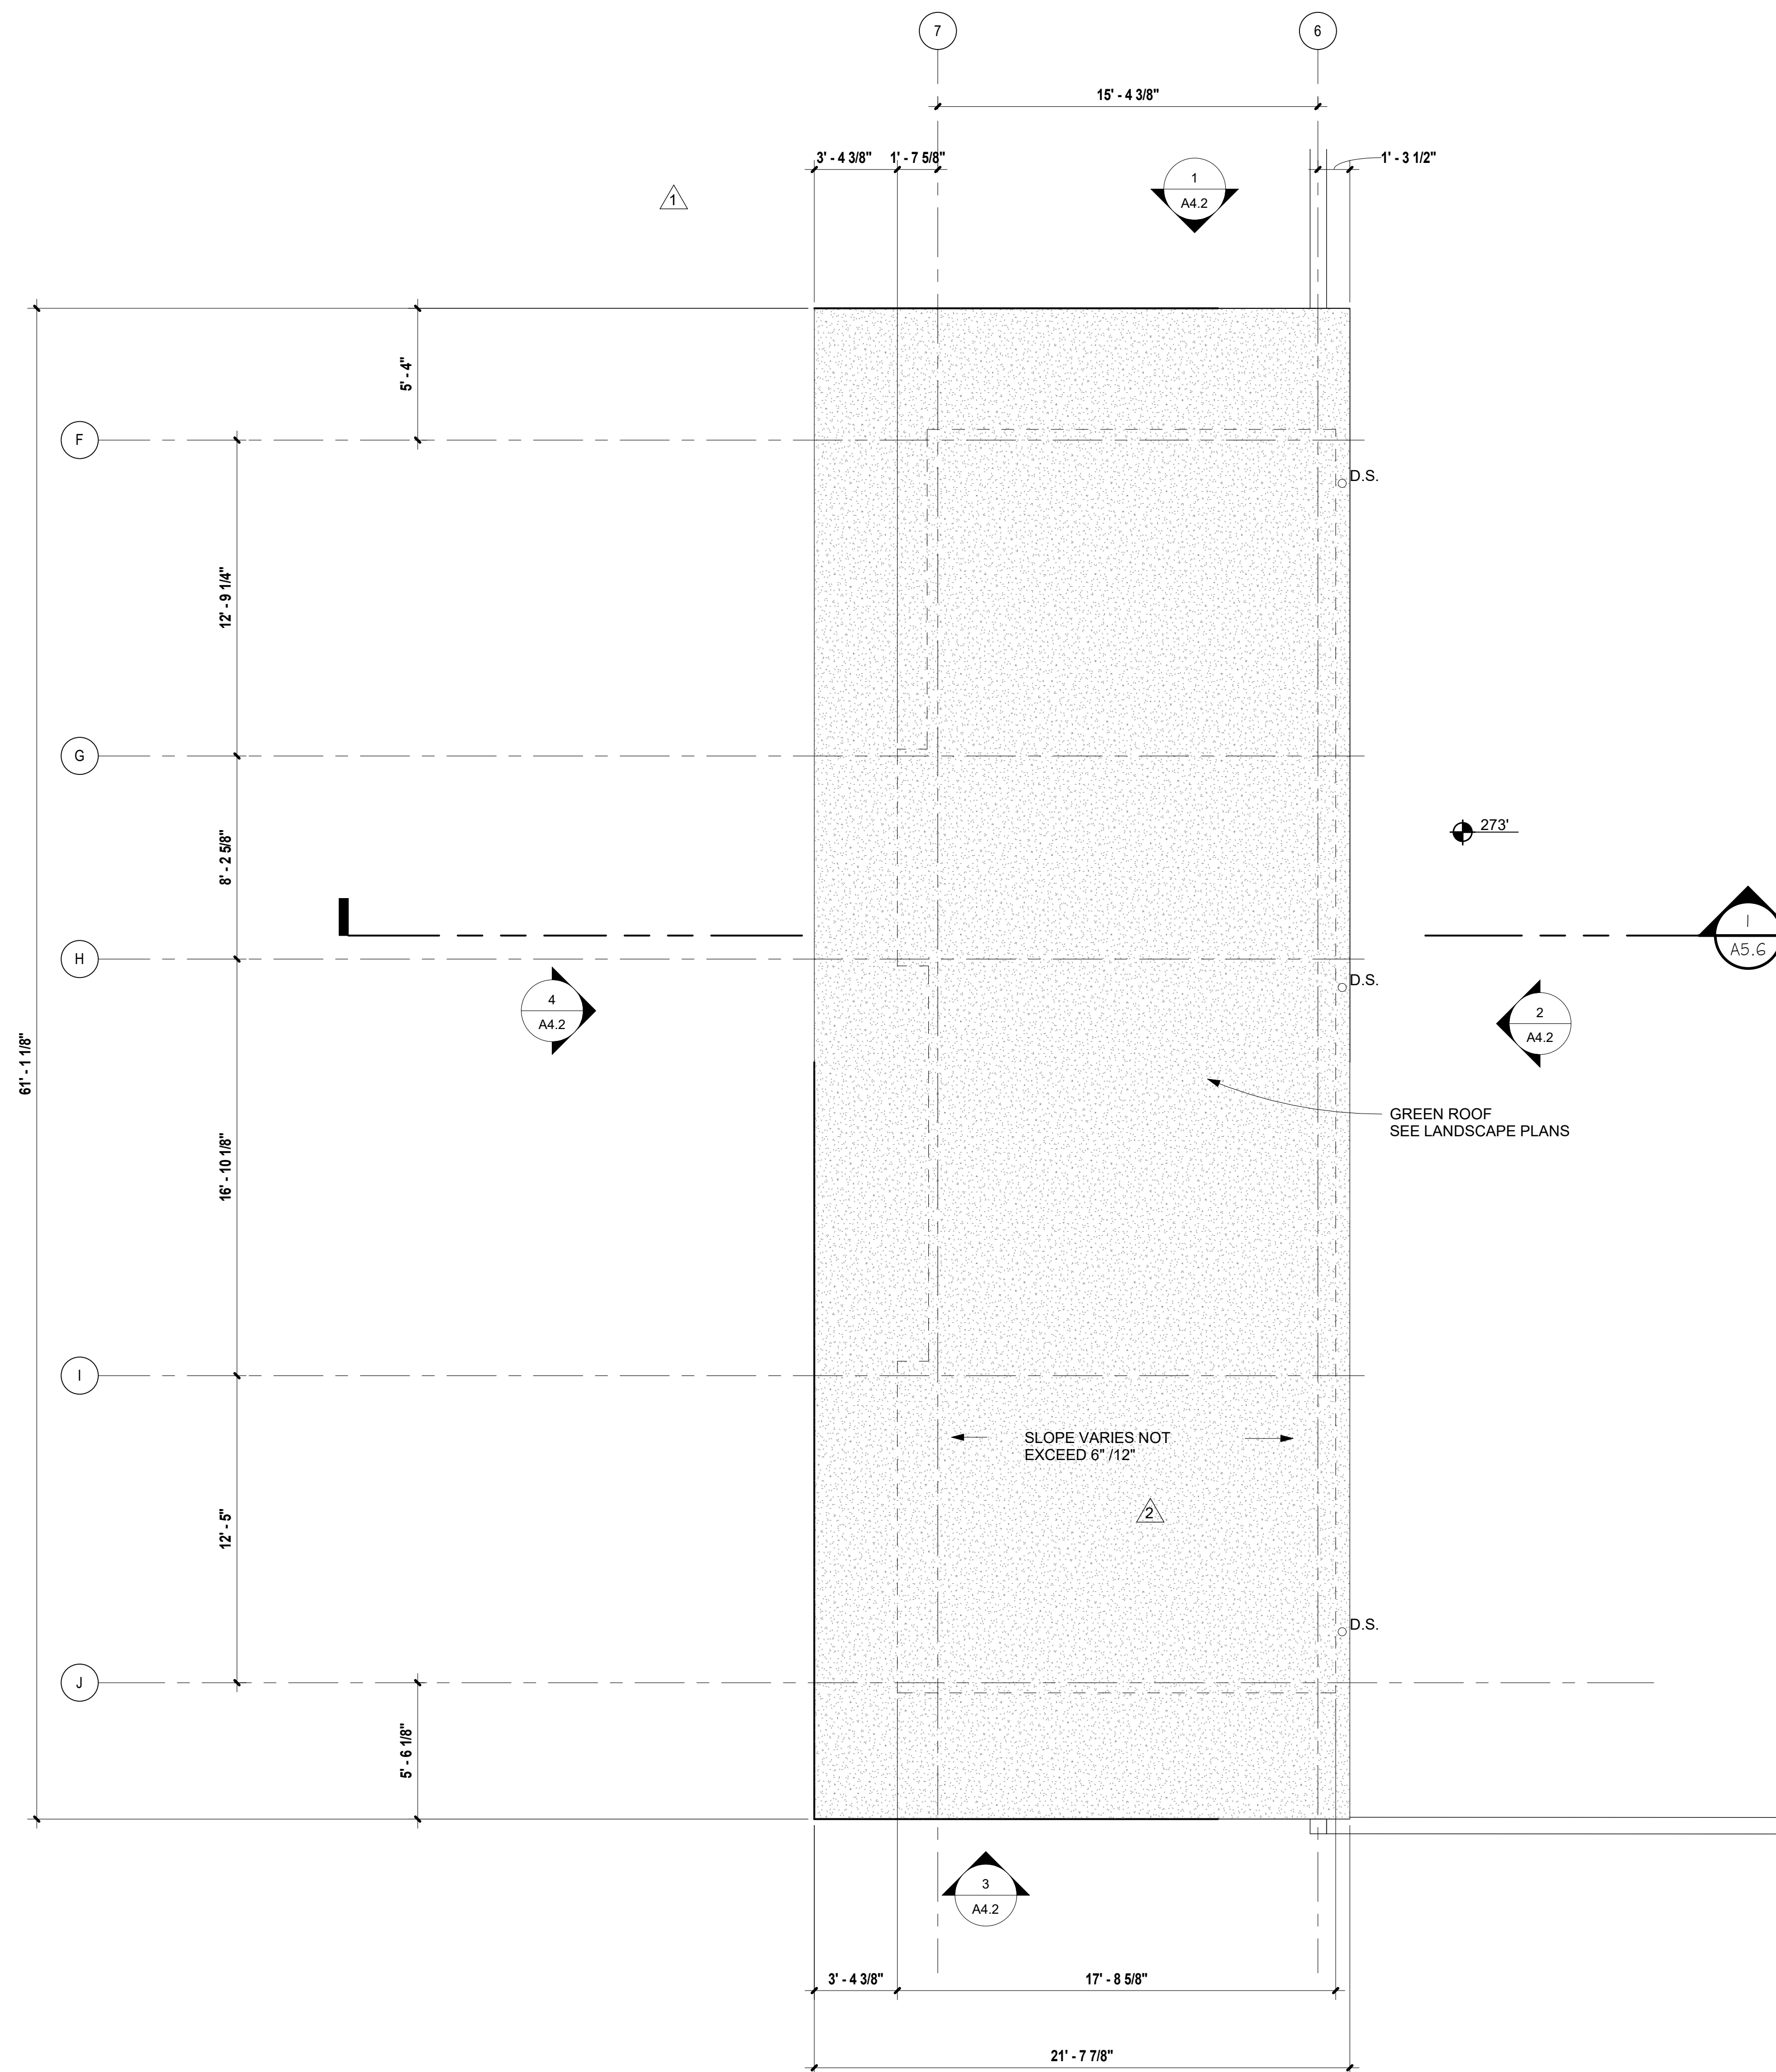 7
6
15' - 4 3/8"
3' - 4 3/8"
1' - 7 5/8"
1' - 3 1/2"
1
1
A4.2
5' - 4"
F
D.S.
12' - 9 1/4"
G
273'
8' - 2 5/8"
1
A5.6
H
D.S.
4
A4.2
2
A4.2
61' - 1 1/8"
GREEN ROOF
SEE LANDSCAPE PLANS
16' - 10 1/8"
I
SLOPE VARIES NOT
EXCEED 6" /12"
2
12' - 5"
D.S.
J
5' - 6 1/8"
3
A4.2
3' - 4 3/8"
17' - 8 5/8"
21' - 7 7/8"